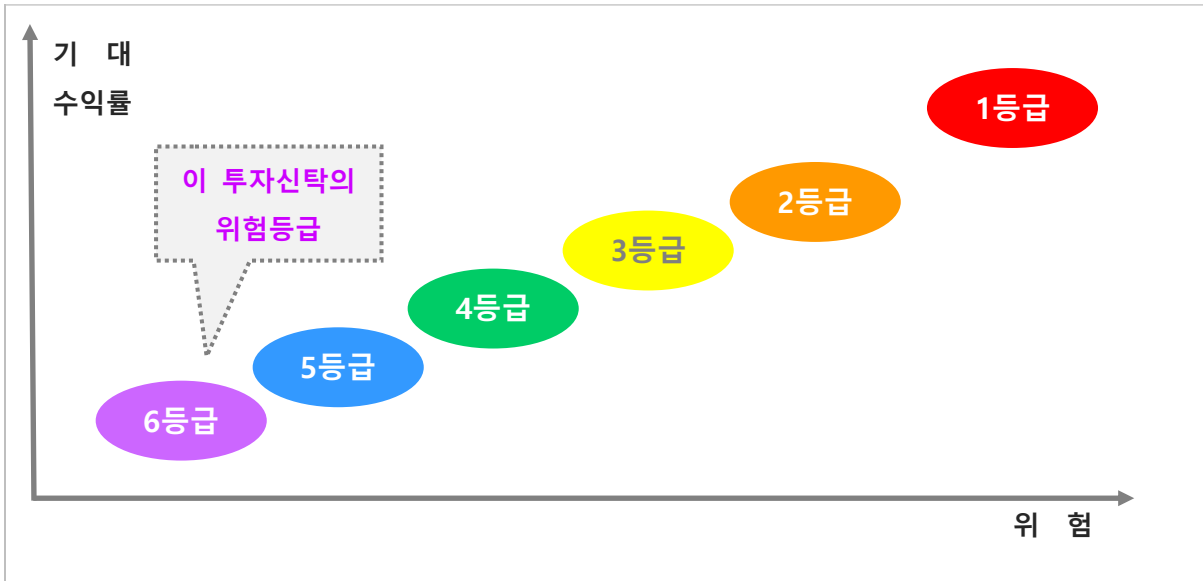 기 대
수익률
1등급
이 투자신탁의
위험등급
2등급
3등급
4등급
5등급
6등급
위 험